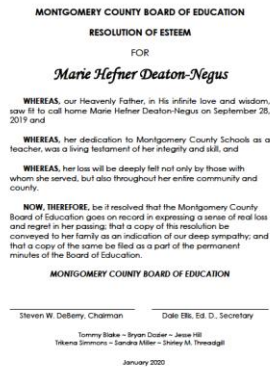 MONTGOMERY COUNTY BOARD OF EDUCATION
RESOLUTION OF ESTEEM
FOR
Marie Hefner Deaton-Negus
WHEREAS, our Heavenly Father, in His infinite love and wisdom,
saw fit to call home Marie Hefner Deaton-Negus on September 28,
2019 and
WHEREAS, her dedication to Montgomery County Schools as a
teacher, was a living testament of her integrity and skill, and
WHEREAS, her loss will be deeply felt not only by those with
whom she served, but also throughout her entire community and
county.
NOW, THEREFORE, be it resolved that the Montgomery County
Board of Education goes on record in expressing a sense of real loss
and regret in her passing; that a copy of this resolution be
conveyed to her family as an indication of our deep sympathy; and
that a copy of the same be filed as a part of the permanent
minutes of the Board of Education.
MONTGOMERY COUNTY BOARD OF EDUCATION
Steven W. DeBerry, Chairman Dale Ellis, Ed. D., Secretary
Tommy Blake ~ Bryan Dozier ~ Jesse Hill
Trikena Simmons ~ Sandra Miller ~ Shirley M. Threadgill
January 2020